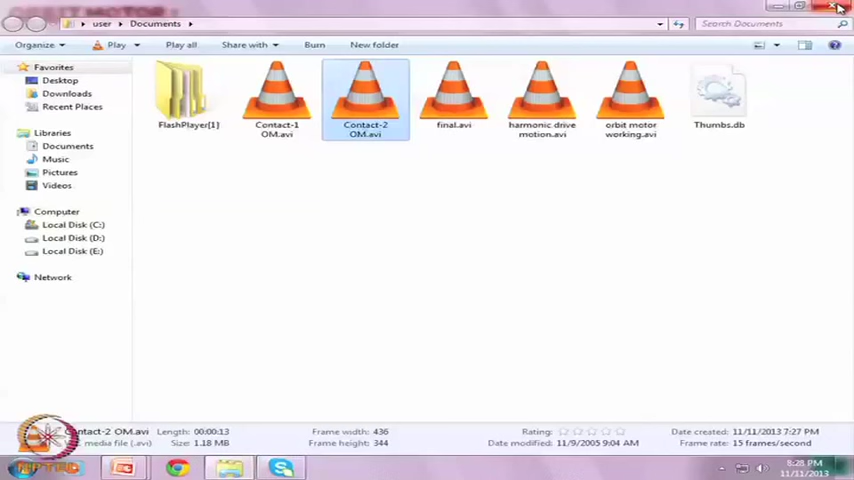 ORBIT MOTOR :
user
Documents
Search Documents
Organize
Play
Play all
Share with
Burn
New folder
Favorites
Desktop
Downloads
Recent Places
Libraries
Documents
Music
Pictures
Videos
Computer
Local Disk (C:)
Local Disk (D:)
Local Disk (E:)
Network
FlashPlayer[1]
Contact-1
OM.avi
Contact-2
OM.avi
final.avi
harmonic drive
motion.avi
orbit motor
working.avi
Thumbs.db
Contact-2 OM.avi
Length: 00:00:13
Frame width: 436
Rating:
Date created: 11/11/2013 7:27 PM
media file (.avi)
Size: 1.18 MB
Frame height: 344
Date modified: 11/9/2005 9:04 AM
Frame rate: 15 frames/second
NPTEL
8:28 PM
11/11/2013